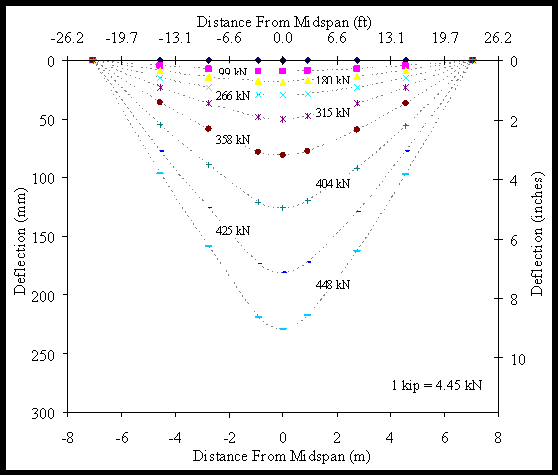 Distance From Midspan (ft)
-26.2 -19.7 -13.1 -6.6 0.0 6.6 13.1 19.7 26.2
0 0
99 kN
180 kN
266 kN
315 kN
50
2
358 kN
100
4
404 kN
150
6
425 kN
200
8
448 kN
250
10
1 kip = 4.45 kN
300
-8 -6 -4 -2 0 2 4 6 8
Distance From Midspan (m)
Deflection (mm)
Deflection (inches)